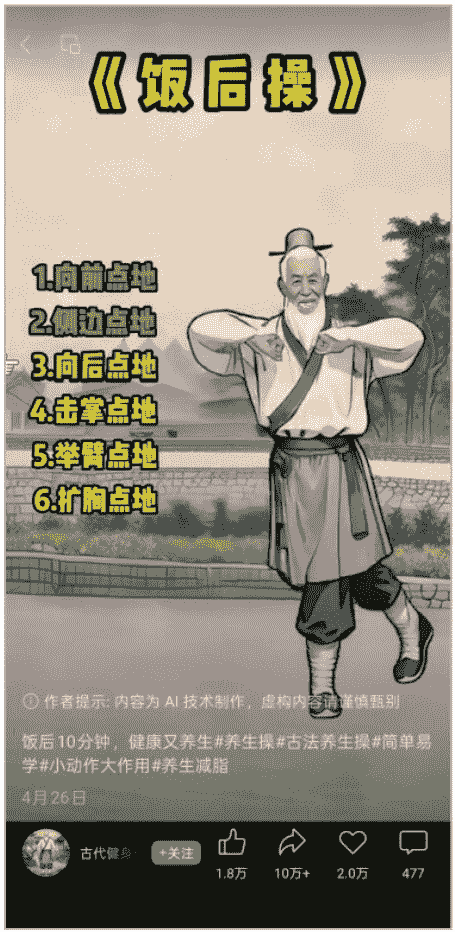 《饭后操》
1.向前点地
2.侧边点地
3.向后点地
4.击掌点地
5.举臂点地
6.扩胸点地
作者提示: 内容为 AI 技术制作，虚构内容请谨慎甄别
饭后10分钟，健康又养生#养生操#古法养生操#简单易
学#小动作大作用#养生减脂
4月26日
古代健身
+关注
1.8万
10万+
2.0万
477